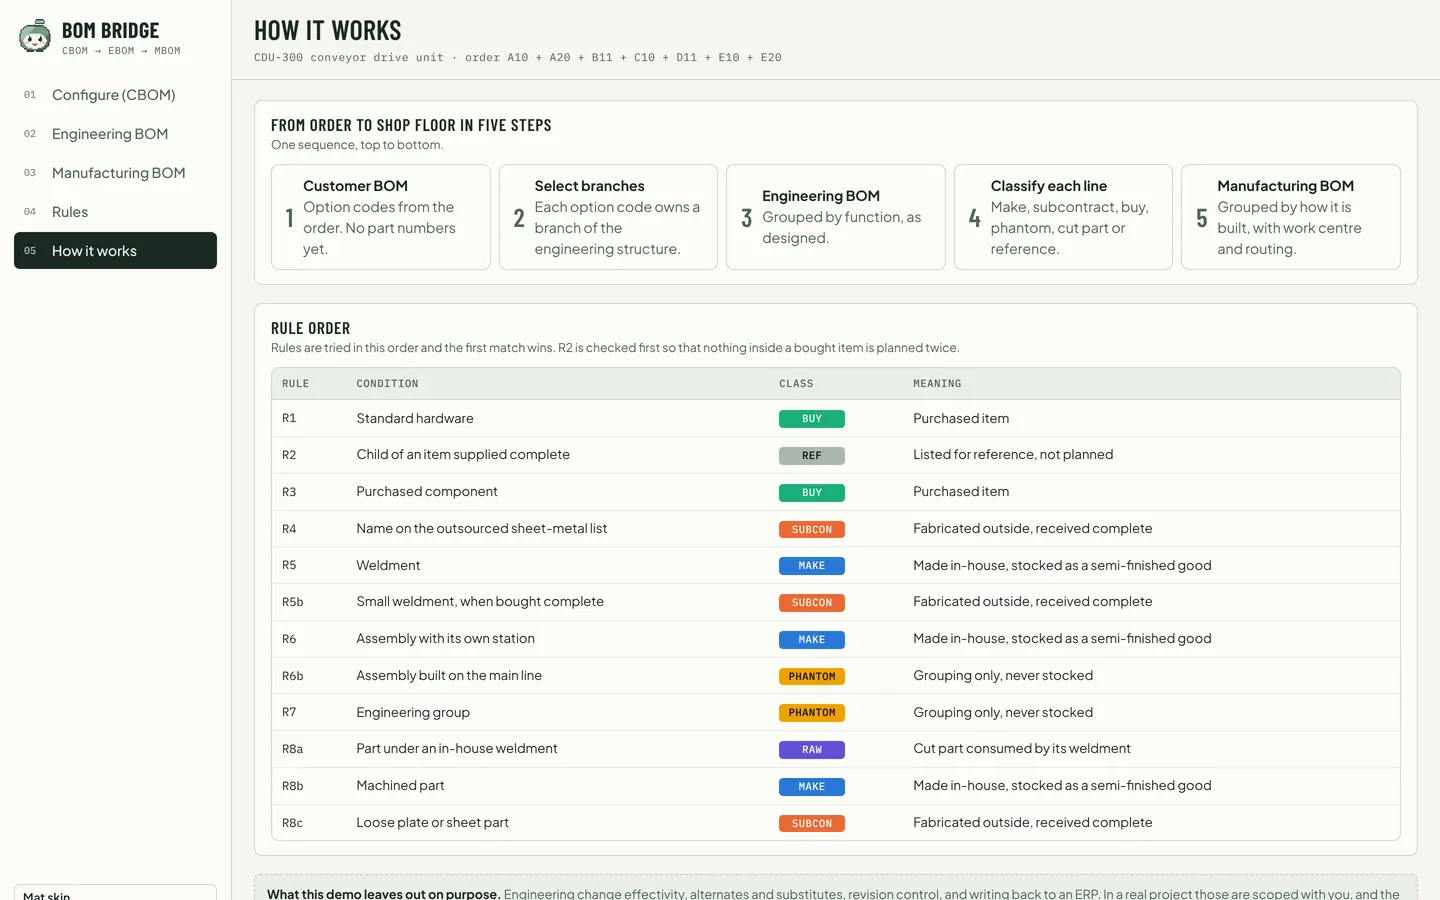 BOM BRIDGE
CBOM → EBOM → MBOM
01 Configure (CBOM)
02 Engineering BOM
03 Manufacturing BOM
04 Rules
05 How it works
Mat skin
HOW IT WORKS
CDU-300 conveyor drive unit · order A10 + A20 + B11 + C10 + D11 + E10 + E20
FROM ORDER TO SHOP FLOOR IN FIVE STEPS
One sequence, top to bottom.
1
Customer BOM
Option codes from the
order. No part numbers
yet.
2
Select branches
Each option code owns a
branch of the
engineering structure.
3
Engineering BOM
Grouped by function, as
designed.
4
Classify each line
Make, subcontract, buy,
phantom, cut part or
reference.
5
Manufacturing BOM
Grouped by how it is
built, with work centre
and routing.
RULE ORDER
Rules are tried in this order and the first match wins. R2 is checked first so that nothing inside a bought item is planned twice.
RULE CONDITION CLASS MEANING
R1 Standard hardware BUY Purchased item
R2 Child of an item supplied complete REF Listed for reference, not planned
R3 Purchased component BUY Purchased item
R4 Name on the outsourced sheet-metal list SUBCON Fabricated outside, received complete
R5 Weldment MAKE Made in-house, stocked as a semi-finished good
R5b Small weldment, when bought complete SUBCON Fabricated outside, received complete
R6 Assembly with its own station MAKE Made in-house, stocked as a semi-finished good
R6b Assembly built on the main line PHANTOM Grouping only, never stocked
R7 Engineering group PHANTOM Grouping only, never stocked
R8a Part under an in-house weldment RAW Cut part consumed by its weldment
R8b Machined part MAKE Made in-house, stocked as a semi-finished good
R8c Loose plate or sheet part SUBCON Fabricated outside, received complete
What this demo leaves out on purpose. Engineering change effectivity, alternates and substitutes, revision control, and writing back to an ERP. In a real project those are scoped with you, and the